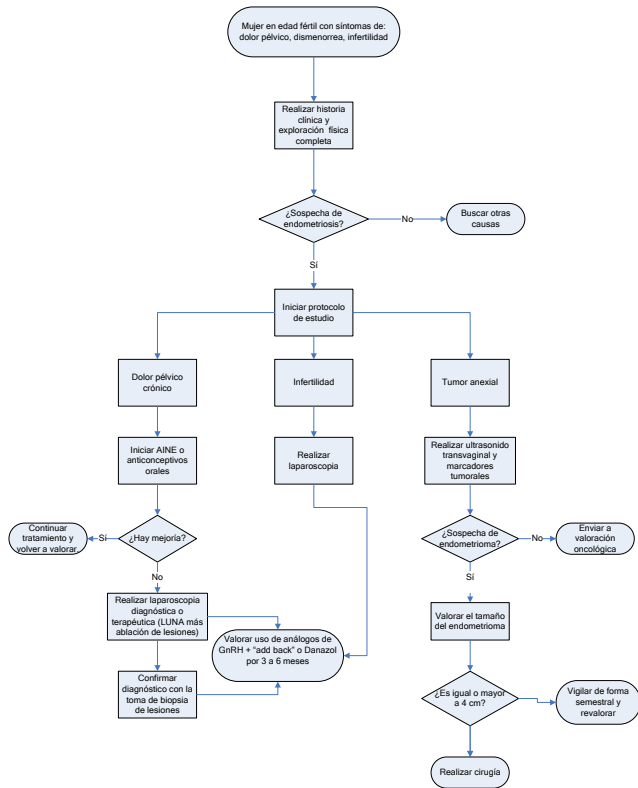 Mujer en edad fértil con síntomas de:
dolor pélvico, dismenorrea, infertilidad
Realizar historia
clínica y
exploración física
completa
¿Sospecha de
endometriosis?
No
Buscar otras
causas
Sí
Iniciar protocolo
de estudio
Dolor pélvico
crónico
Infertilidad
Tumor anexial
Iniciar AINE o
anticonceptivos
orales
Realizar
laparoscopia
Realizar ultrasonido
transvaginal y
marcadores
tumorales
Continuar
tratamiento y
volver a valorar
Sí
¿Hay mejoría?
¿Sospecha de
endometrioma?
No
Enviar a
valoración
oncológica
No
Sí
Realizar laparoscopia
diagnóstica o
terapéutica (LUNA más
ablación de lesiones)
Valorar uso de análogos de
GnRH + “add back” o Danazol
por 3 a 6 meses
Valorar el tamaño
del endometrioma
Confirmar
diagnóstico con la
toma de biopsia
de lesiones
¿Es igual o mayor
a 4 cm?
Vigilar de forma
semestral y
revalorar
Realizar cirugía